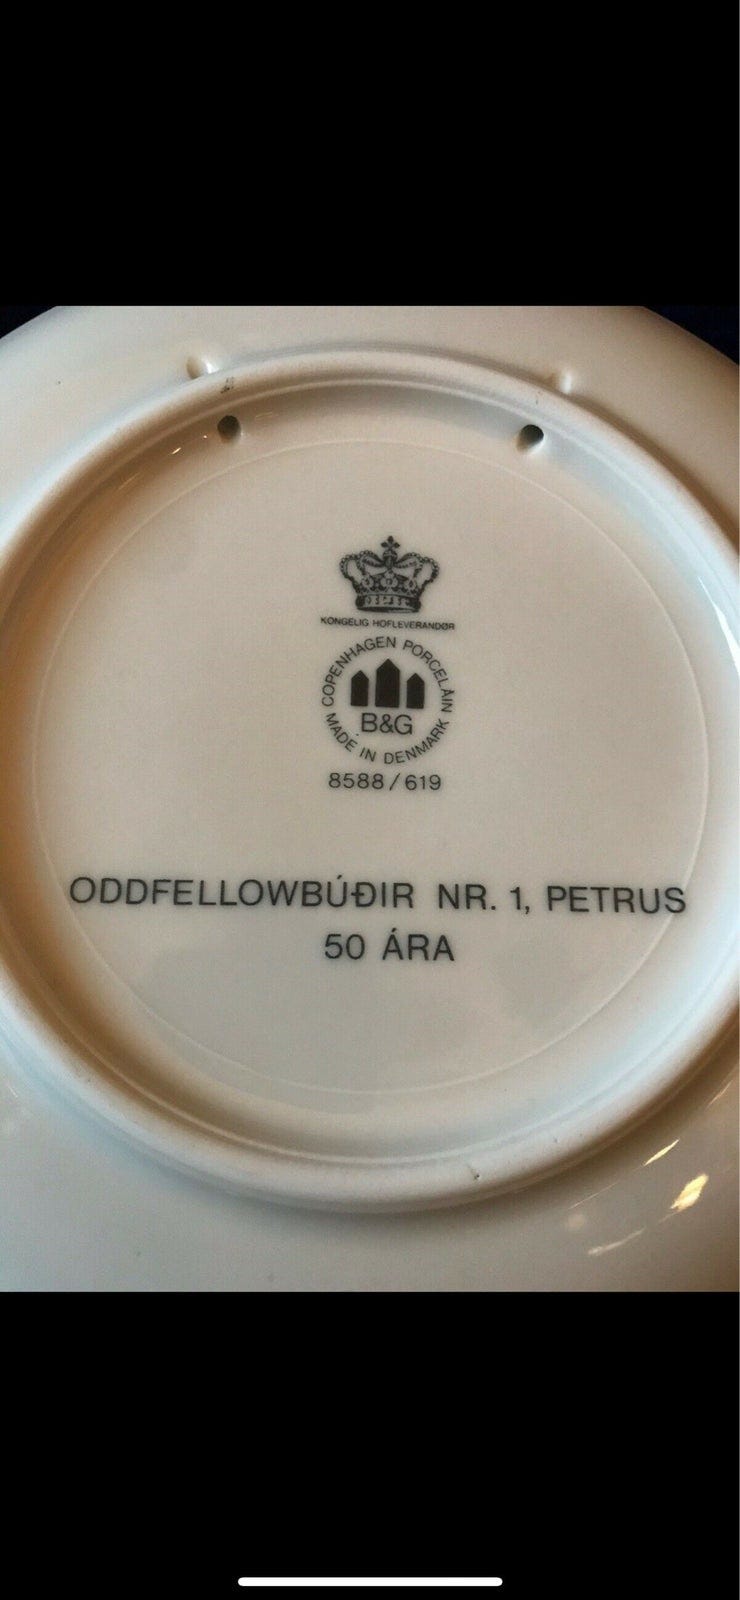 KONGELIG HOFLEVERANDØR
COPENHAGEN PORCELAIN
B&G
MADE IN DENMARK
8588/619
ODDFELLOWBÚÐIR NR. 1, PETRUS
50 ÁRA